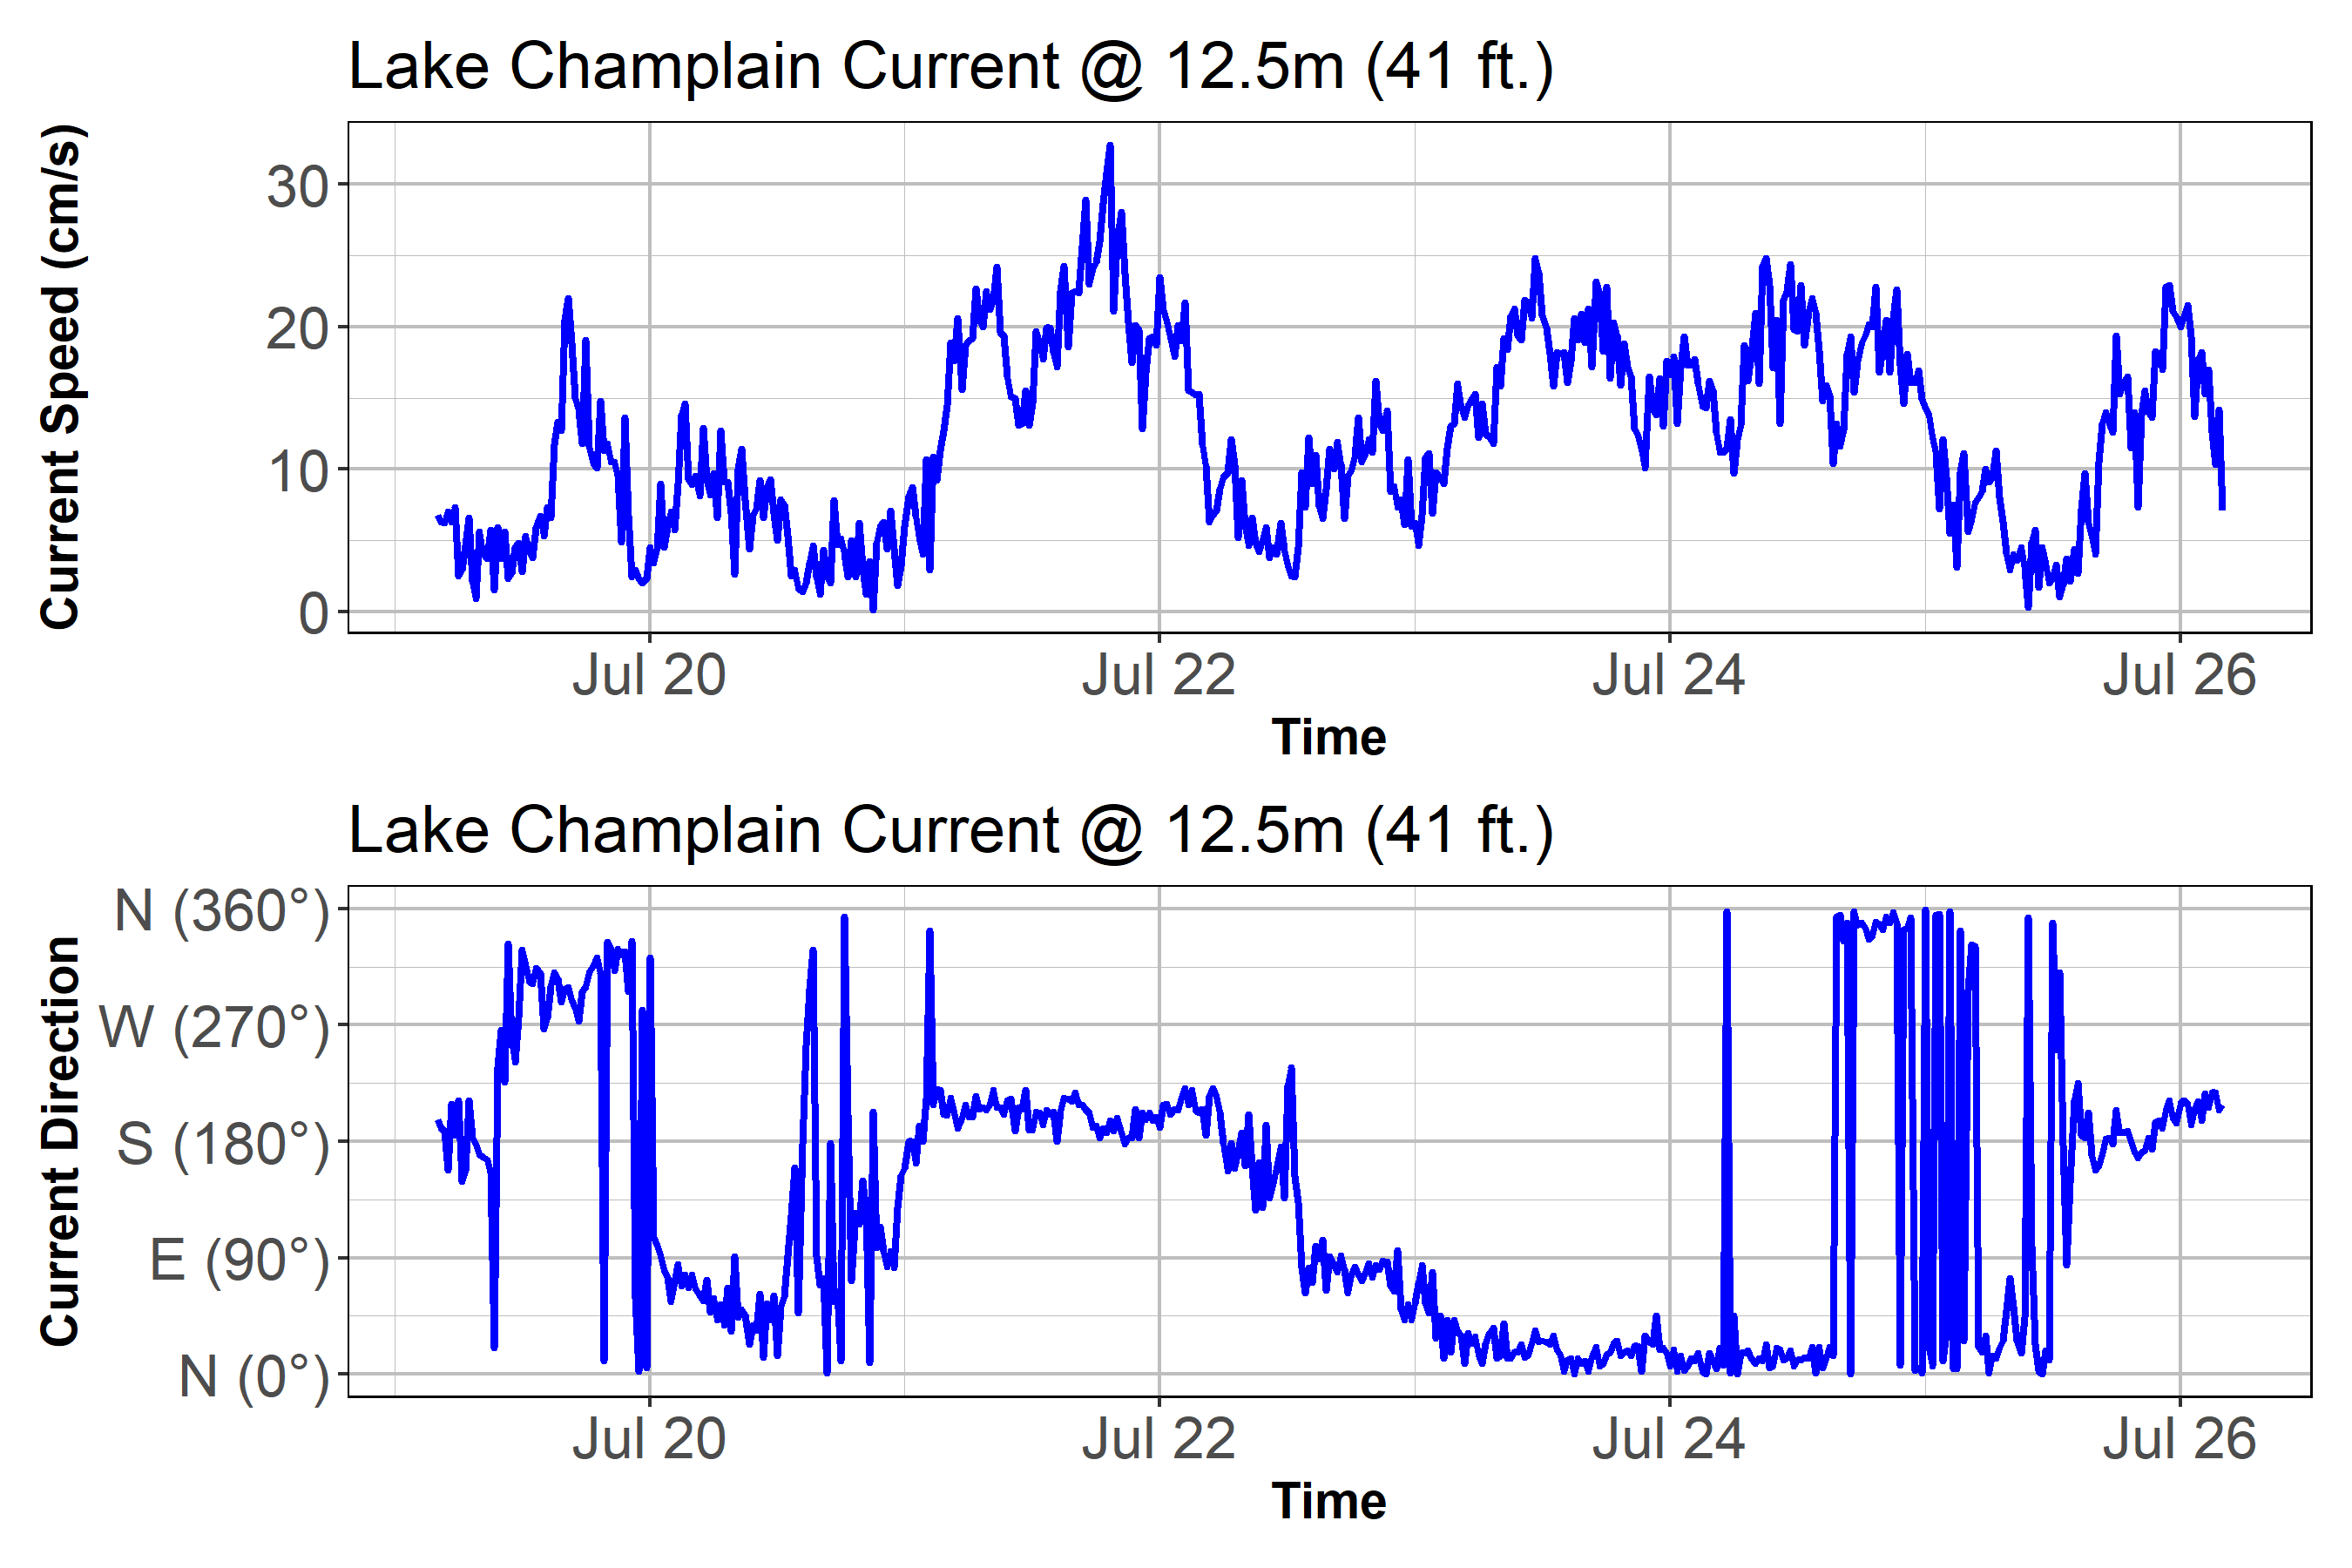 Lake Champlain Current @ 12.5m (41 ft.)
Current Speed (cm/s)
30
20
10
0
Jul 20 Jul 22 Jul 24 Jul 26
Time
Lake Champlain Current @ 12.5m (41 ft.)
Current Direction
N (360°)
W (270°)
S (180°)
E (90°)
N (0°)
Jul 20 Jul 22 Jul 24 Jul 26
Time